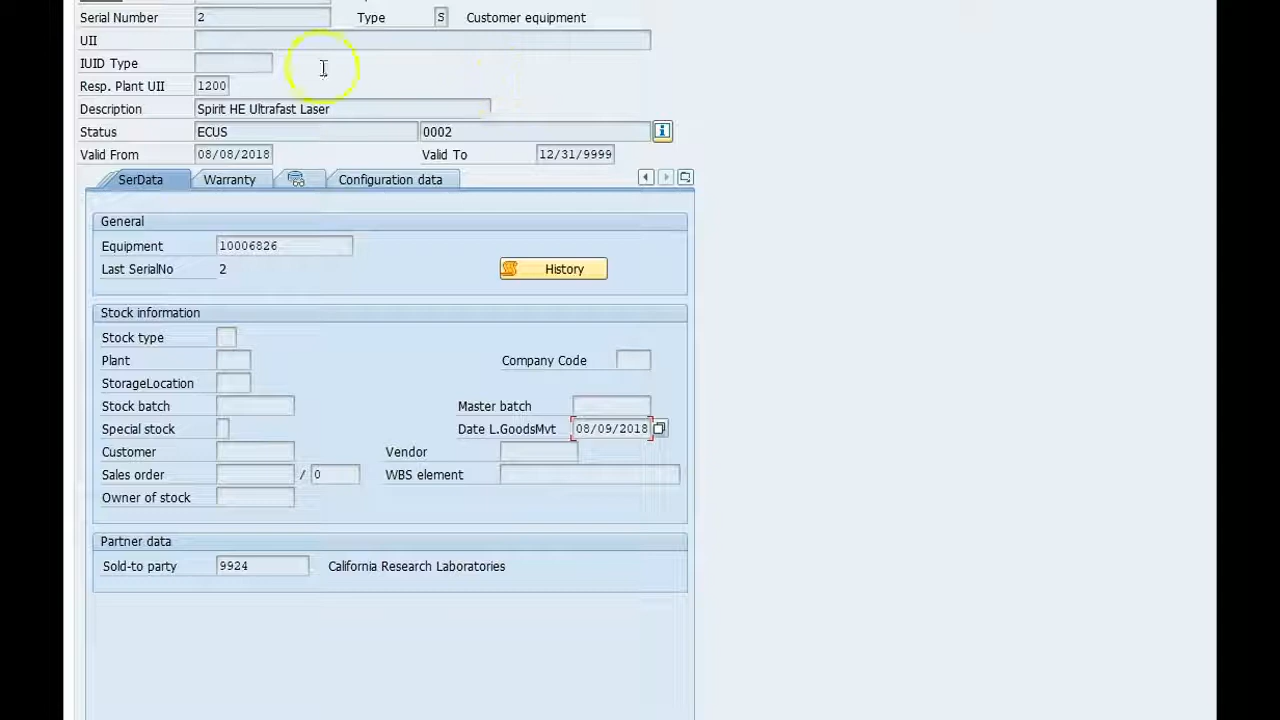 Serial Number 2 Type S Customer equipment
UII
IUID Type
Resp. Plant UII 1200
Description Spirit HE Ultrafast Laser
Status ECUS 0002
Valid From 08/08/2018 Valid To 12/31/9999
SerData Warranty Configuration data
General
Equipment 10006826
Last SerialNo 2 History
Stock information
Stock type
Plant Company Code
StorageLocation
Stock batch Master batch
Special stock Date L.GoodsMvt 08/09/2018
Customer Vendor
Sales order / 0 WBS element
Owner of stock
Partner data
Sold-to party 9924 California Research Laboratories